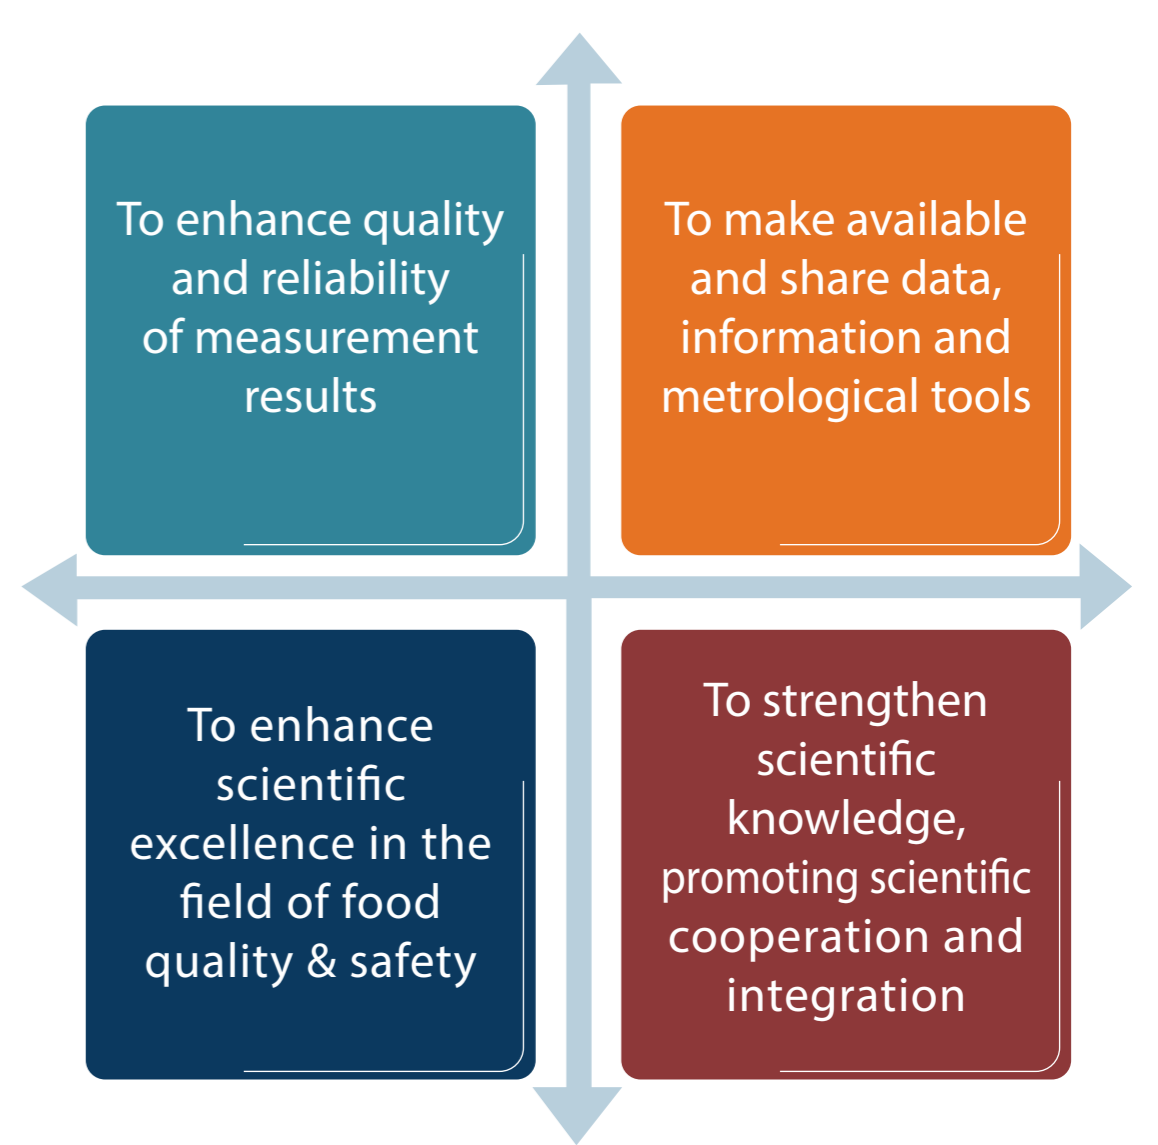 To enhance quality
and reliability
of measurement
results
To make available
and share data,
information and
metrological tools
To enhance
scientific
excellence in the
field of food
quality & safety
To strengthen
scientific
knowledge,
promoting scientific
cooperation and
integration